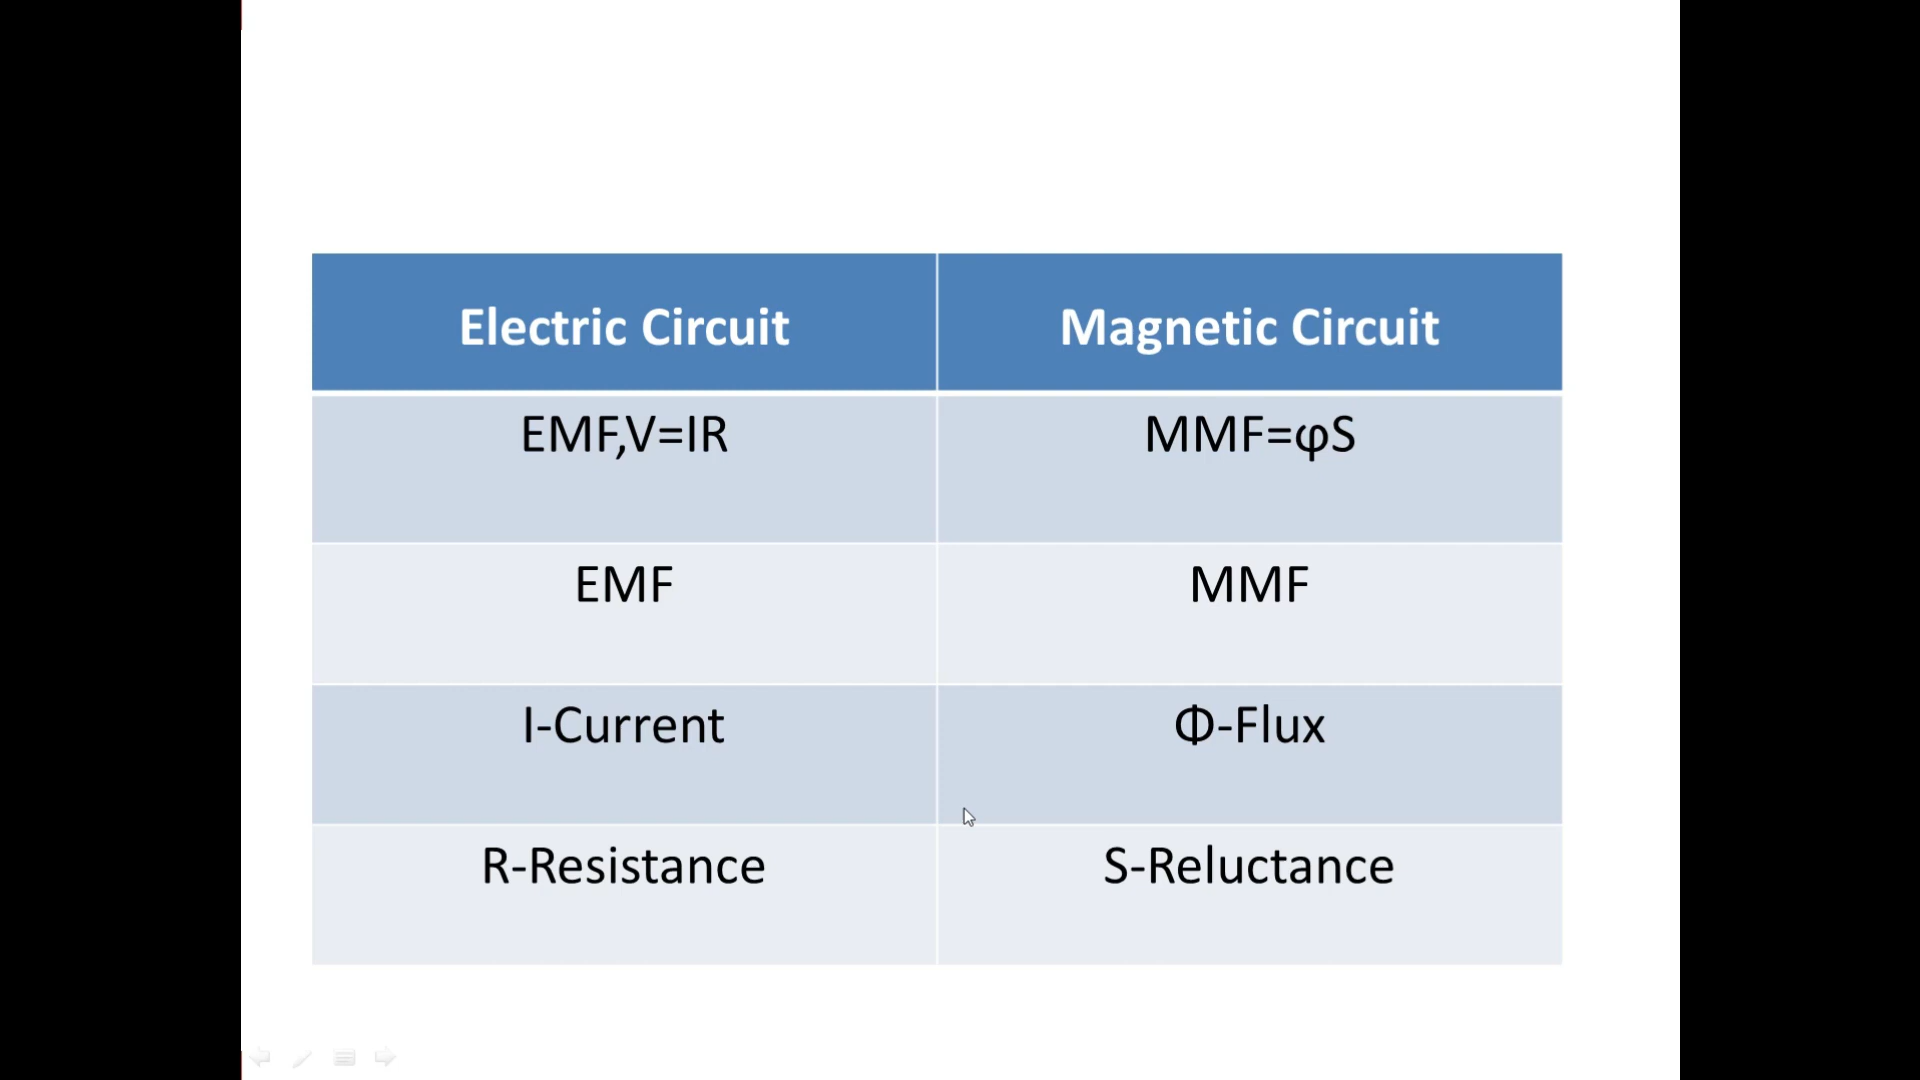 Electric Circuit
Magnetic Circuit
EMF,V=IR
MMF=φS
EMF
MMF
I-Current
Φ-Flux
R-Resistance
S-Reluctance